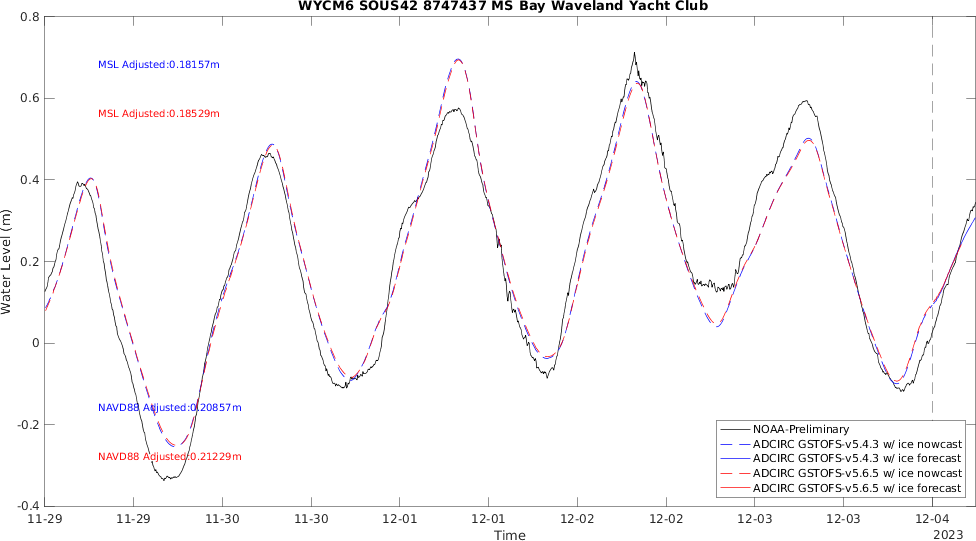 WYCM6 SOUS42 8747437 MS Bay Waveland Yacht Club
0.8
0.6
0.4
0.2
0
-0.2
-0.4
Water Level (m)
MSL Adjusted:0.18157m
MSL Adjusted:0.18529m
NAVD88 Adjusted:0.20857m
NAVD88 Adjusted:0.21229m
NOAA-Preliminary
ADCIRC GSTOFS-v5.4.3 w/ ice nowcast
ADCIRC GSTOFS-v5.4.3 w/ ice forecast
ADCIRC GSTOFS-v5.6.5 w/ ice nowcast
ADCIRC GSTOFS-v5.6.5 w/ ice forecast
11-29 11-29 11-30 11-30 12-01 12-01 12-02 12-02 12-03 12-03 12-04
Time
2023